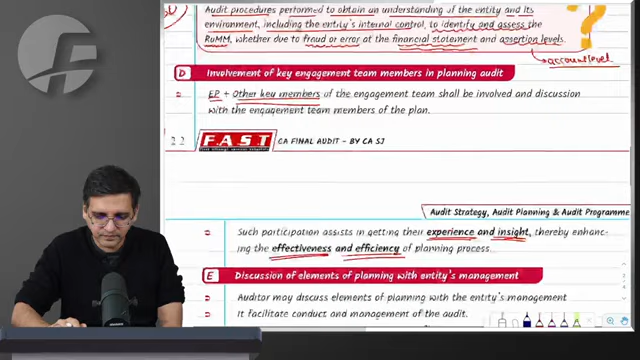 Audit procedures performed to obtain an understanding of the entity and its
environment, including the entity's internal control, to identify and assess the
RoMM, whether due to fraud or error at the financial statement and assertion levels.
account level
D Involvement of key engagement team members in planning audit
EP + Other key members of the engagement team shall be involved and discussion
with the engagement team members of the plan.
22 FAST CA FINAL AUDIT - BY CA SJ
Audit Strategy, Audit Planning & Audit Programme
Such participation assists in getting their experience and insight, thereby enhanc-
ing the effectiveness and efficiency of planning process.
E Discussion of elements of planning with entity's management
Auditor may discuss elements of planning with the entity's management
It facilitate conduct and management of the audit.